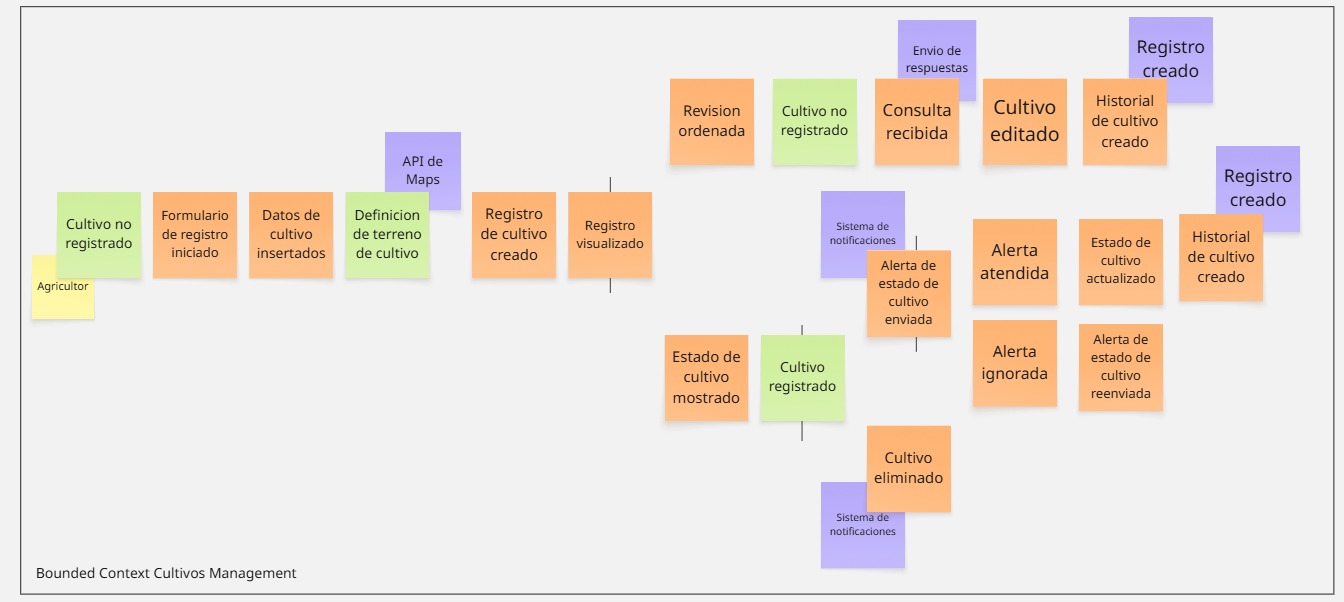 Cultivo no
registrado
Agricultor
Formulario
de registro
iniciado
Datos de
cultivo
insertados
API de
Maps
Definicion
de terreno
de cultivo
Registro
de cultivo
creado
Registro
visualizado
Revision
ordenada
Cultivo no
registrado
Envio de
respuestas
Consulta
recibida
Cultivo
editado
Registro
creado
Historial
de cultivo
creado
Estado de
cultivo
mostrado
Cultivo
registrado
Sistema de
notificaciones
Alerta de
estado de
cultivo
enviada
Alerta
atendida
Estado de
cultivo
actualizado
Registro
creado
Historial
de cultivo
creado
Alerta
ignorada
Alerta de
estado de
cultivo
reenviada
Cultivo
eliminado
Sistema de
notificaciones
Bounded Context Cultivos Management